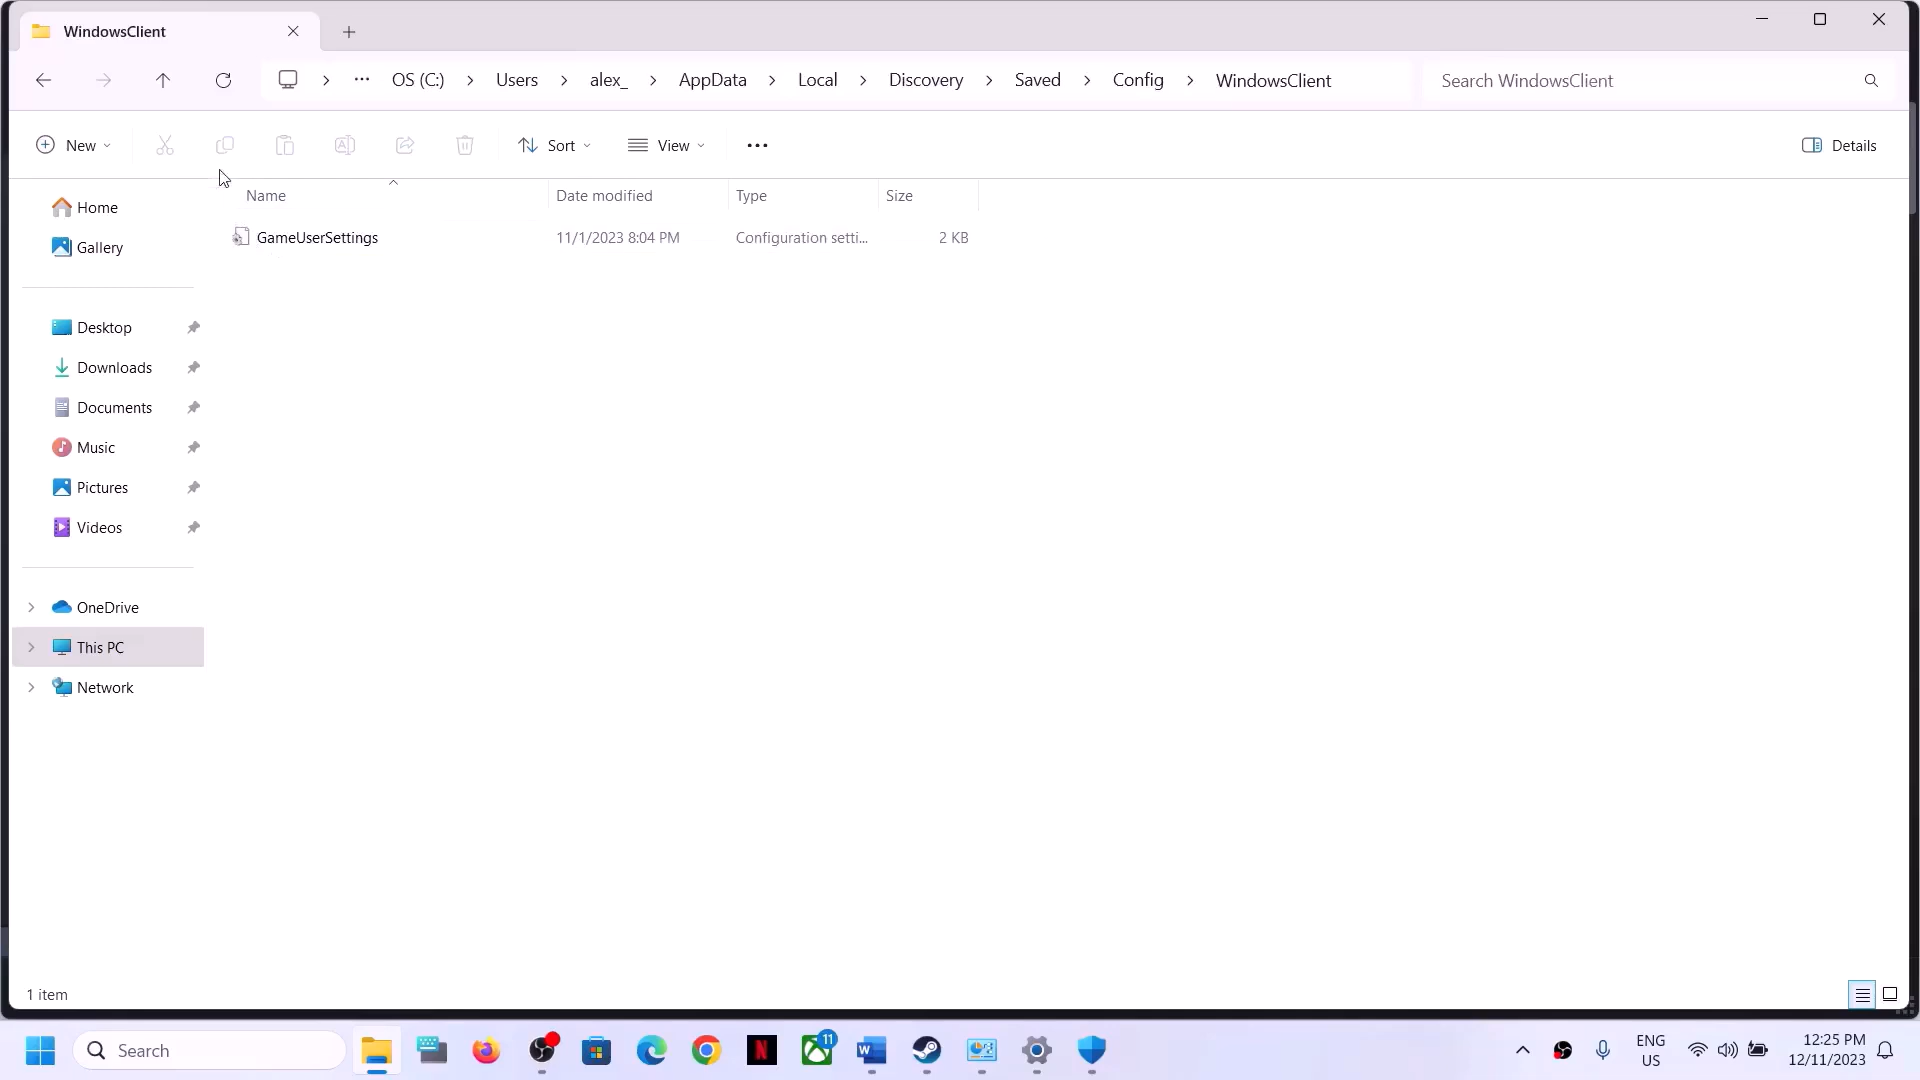 WindowsClient
OS (C:) Users alex_ AppData Local Discovery Saved Config WindowsClient
Search WindowsClient
New
Sort
View
Details
Name Date modified Type Size
GameUserSettings 11/1/2023 8:04 PM Configuration setti... 2 KB
Home
Gallery
Desktop
Downloads
Documents
Music
Pictures
Videos
OneDrive
This PC
Network
1 item
Search
11
ENG
US
12:25 PM
12/11/2023